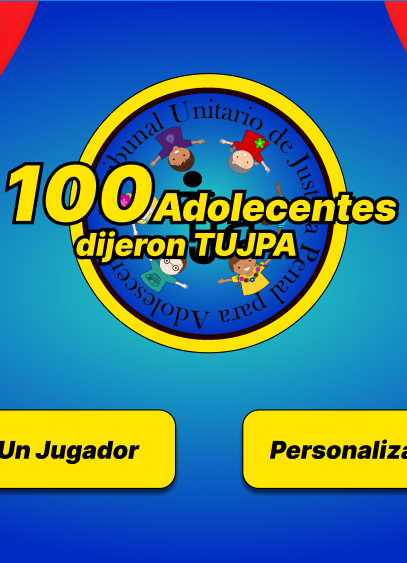 Tribunal Unitario de Justicia Penal para Adolescentes
100 Adolecentes
dijeron TUJPA
Un Jugador
Personaliza